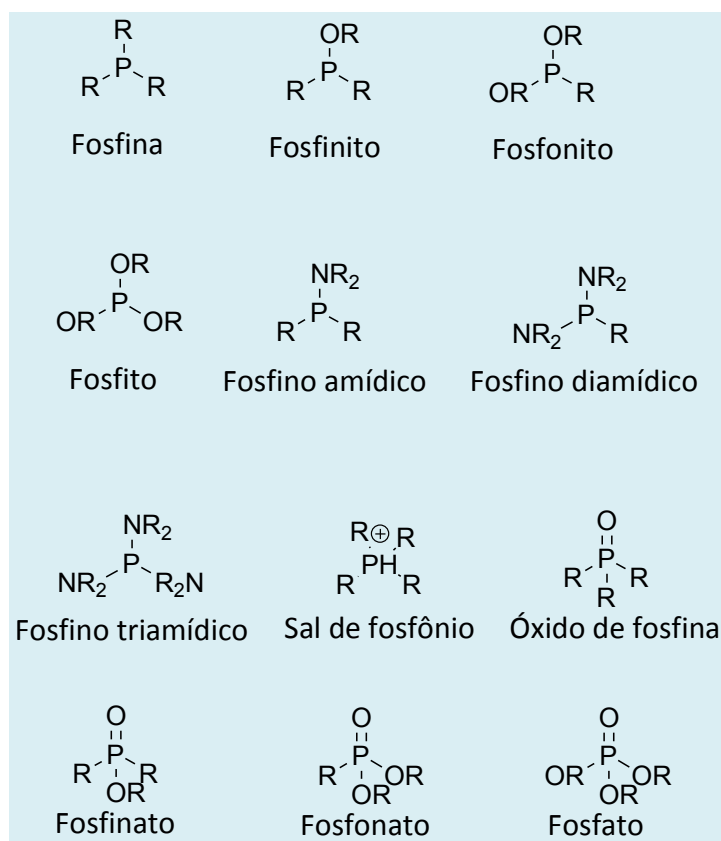 R
P
R R
Fosfina
OR
P
R R
Fosfinito
OR
P
OR R
Fosfonito
OR
P
OR OR
Fosfito
NR2
P
R R
Fosfino amídico
NR2
P
NR2 R
Fosfino diamídico
NR2
P
NR2 R2N
Fosfino triamídico
R ⊕ R
PH
R R
Sal de fosfônio
O
P
R R
R
Óxido de fosfina
O
P
R R
OR
Fosfinato
O
P
R OR
OR
Fosfonato
O
P
OR OR
OR
Fosfato